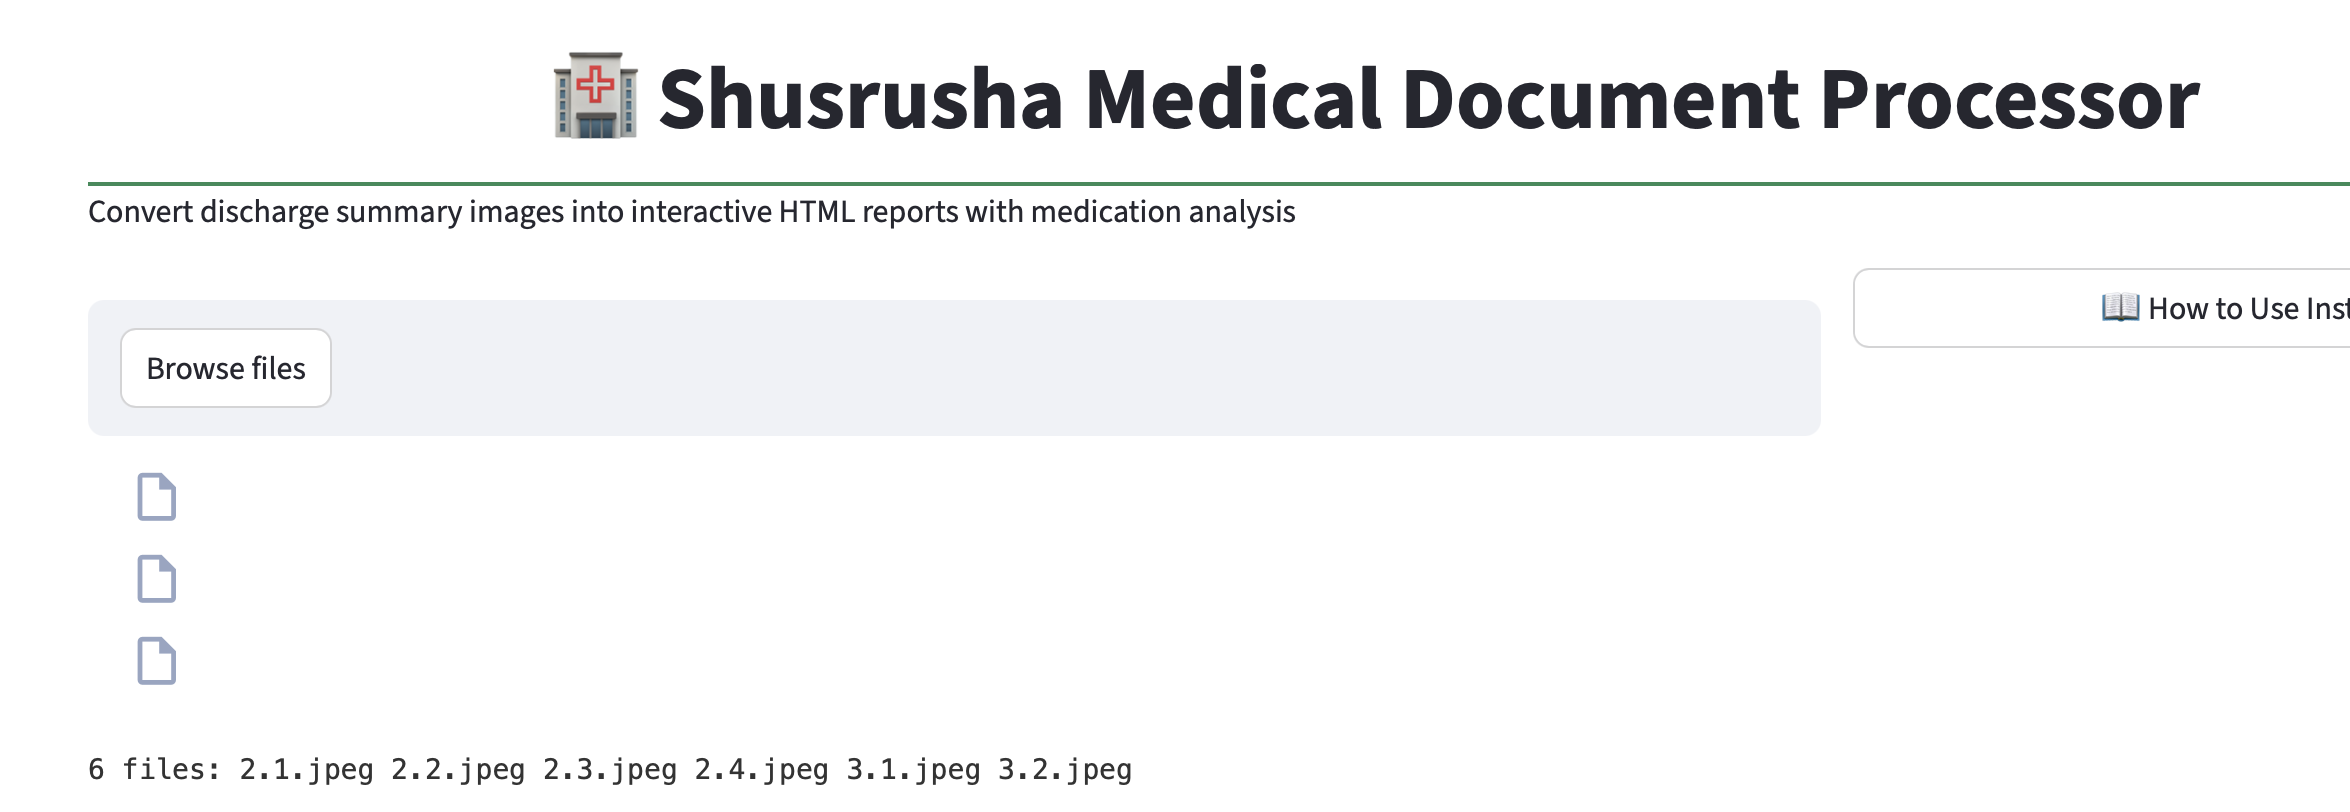 Shusrusha Medical Document Processor
Convert discharge summary images into interactive HTML reports with medication analysis
How to Use
Browse files
6 files: 2.1.jpeg 2.2.jpeg 2.3.jpeg 2.4.jpeg 3.1.jpeg 3.2.jpeg